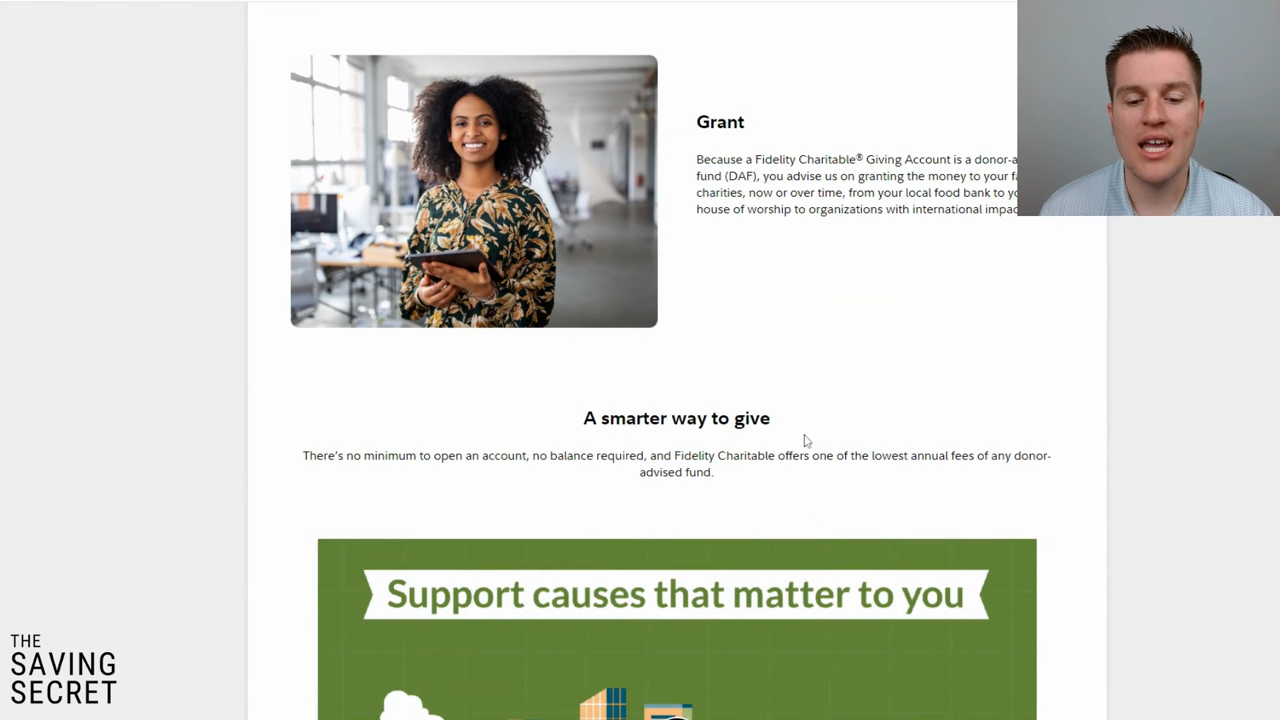 Grant
Because a Fidelity Charitable® Giving Account is a donor-a
fund (DAF), you advise us on granting the money to your fa
charities, now or over time, from your local food bank to yo
house of worship to organizations with international impac
A smarter way to give
There's no minimum to open an account, no balance required, and Fidelity Charitable offers one of the lowest annual fees of any donor-
advised fund.
Support causes that matter to you
THE
SAVING
SECRET